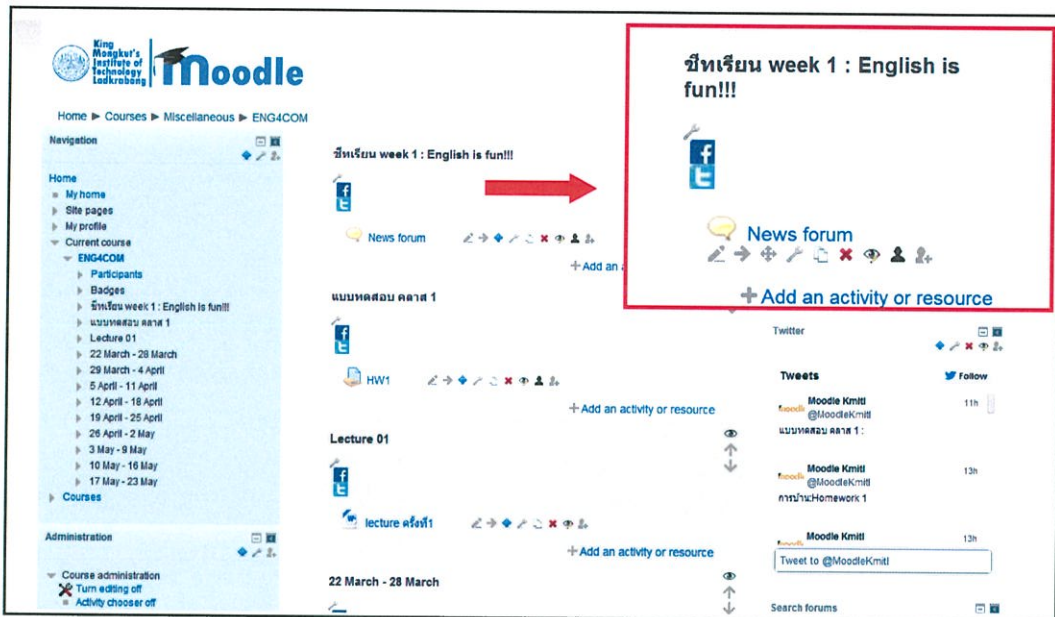 King
Mongkut's
Institute of
Technology
Ladkrabang
moodle
Home ► Courses ► Miscellaneous ► ENG4COM
Navigation
Home
My home
Site pages
My profile
Current course
ENG4COM
Participants
Badges
ชีทเรียน week 1 : English is fun!!!
แบบทดสอบ คลาส 1
Lecture 01
22 March - 28 March
29 March - 4 April
5 April - 11 April
12 April - 18 April
19 April - 25 April
26 April - 2 May
3 May - 9 May
10 May - 16 May
17 May - 23 May
Courses
Administration
Course administration
Turn editing off
Activity chooser off
ชีทเรียน week 1 : English is fun!!!
News forum
+Add an a
แบบทดสอบ คลาส 1
HW1
+Add an activity or resource
Lecture 01
lecture ครั้งที่1
+Add an activity or resource
22 March - 28 March
ชีทเรียน week 1 : English is
fun!!!
News forum
+Add an activity or resource
Twitter
Tweets
Follow
Moodle Kmitl 11h
@MoodleKmitl
แบบทดสอบ คลาส 1 :
Moodle Kmitl 13h
@MoodleKmitl
การบ้าน:Homework 1
Moodle Kmitl 13h
Tweet to @MoodleKmitl
Search forums